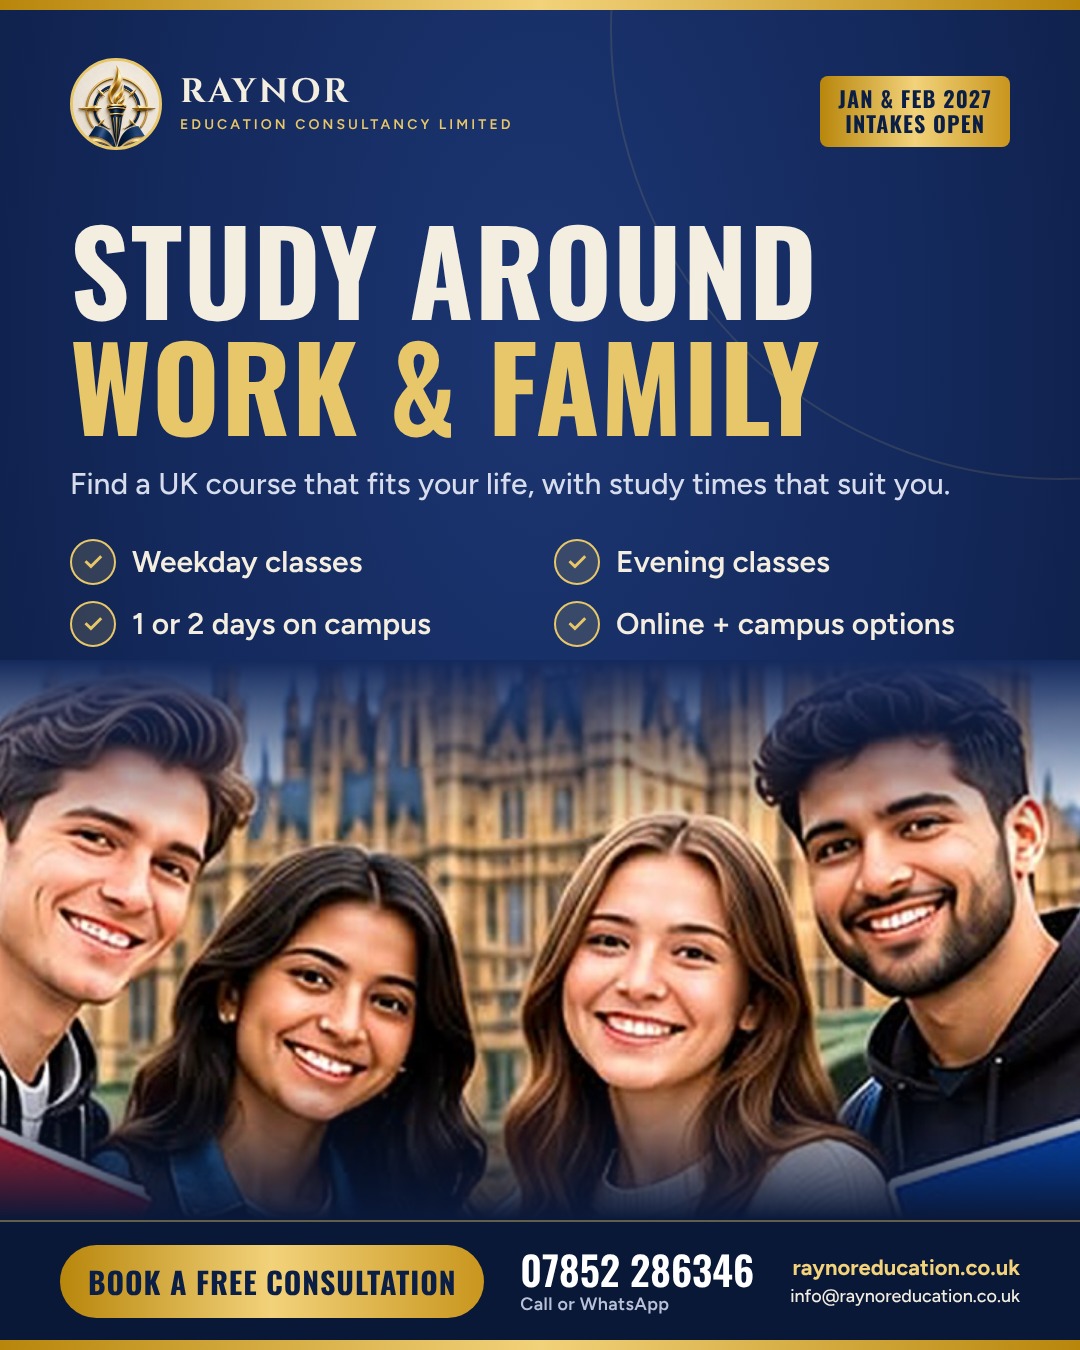 RAYNOR
EDUCATION CONSULTANCY LIMITED
JAN & FEB 2027
INTAKES OPEN
STUDY AROUND
WORK & FAMILY
Find a UK course that fits your life, with study times that suit you.
Weekday classes
Evening classes
1 or 2 days on campus
Online + campus options
BOOK A FREE CONSULTATION
07852 286346
Call or WhatsApp
raynoreducation.co.uk
info@raynoreducation.co.uk